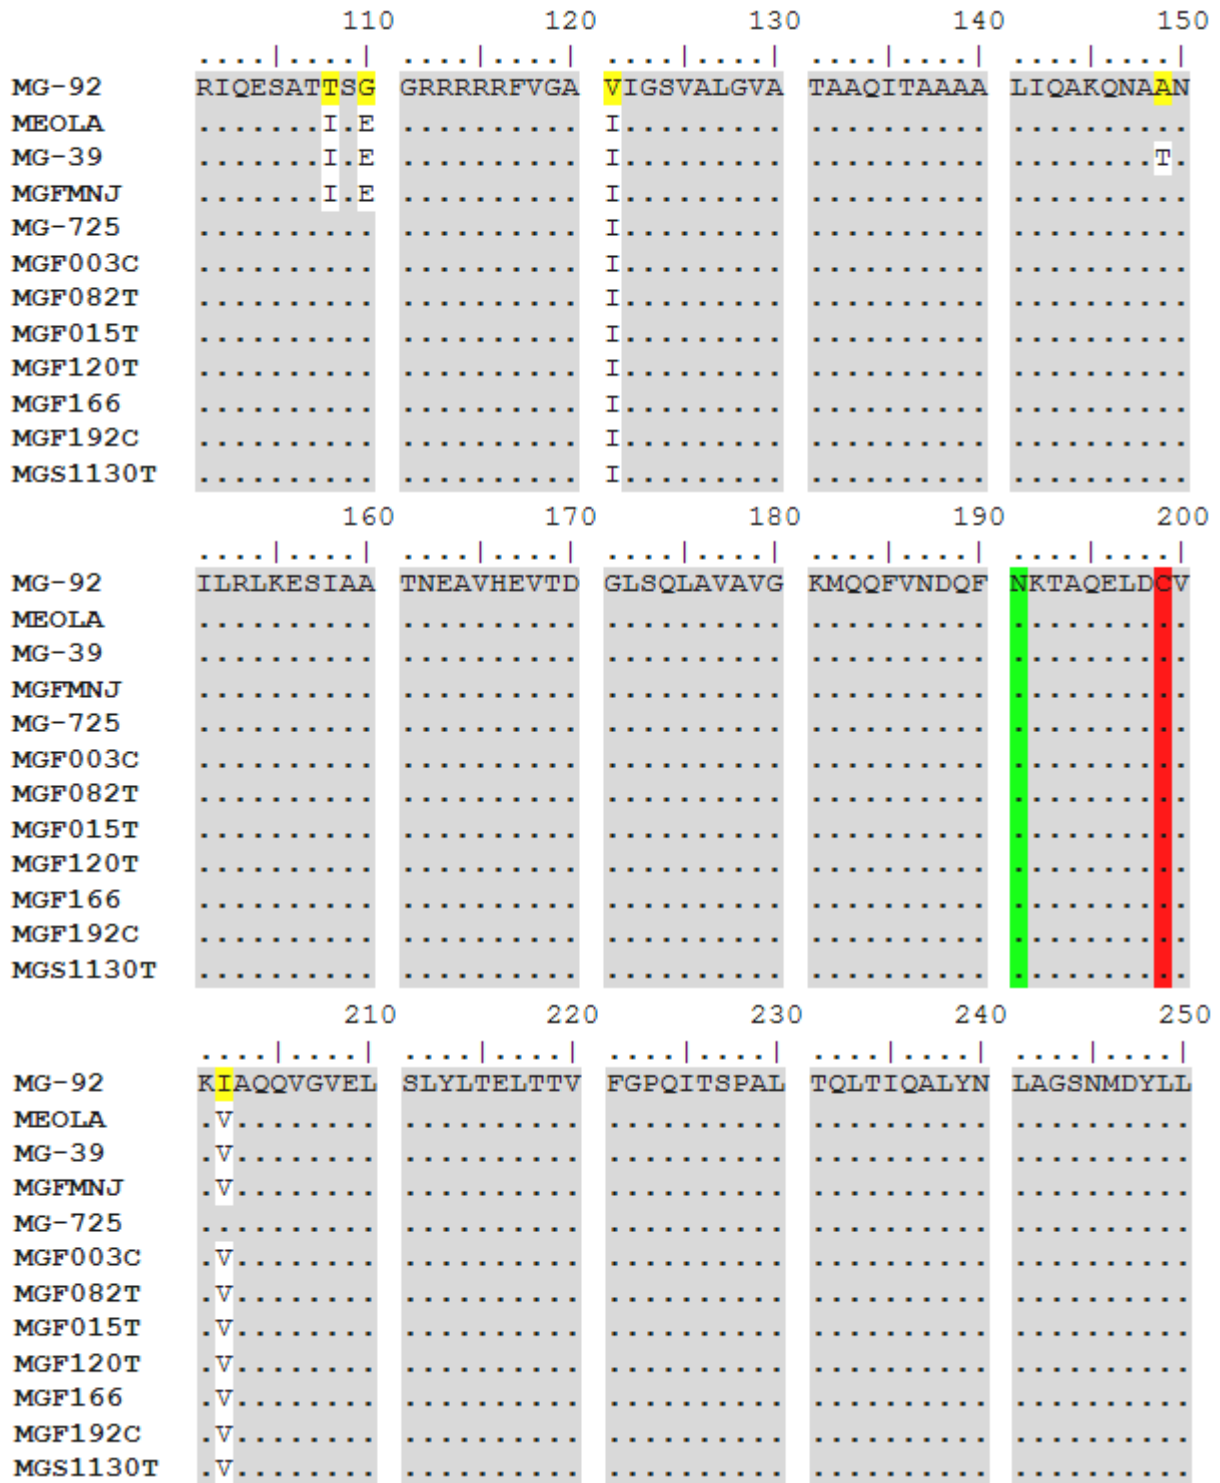 110 120 130 140 150
....|....| ....|....| ....|....| ....|....| ....|....|
MG-92 RIQESATTSG GRRRRRFVGA VIGSVALGVA TAAQITAAAA LIQAKQNAAN
MEOLA .......I.E .......... I......... .......... ..........
MG-39 .......I.E .......... I......... .......... ........T.
MGFMNJ .......I.E .......... I......... .......... ..........
MG-725 .......... .......... I......... .......... ..........
MGF003C .......... .......... I......... .......... ..........
MGF082T .......... .......... I......... .......... ..........
MGF015T .......... .......... I......... .......... ..........
MGF120T .......... .......... I......... .......... ..........
MGF166 .......... .......... I......... .......... ..........
MGF192C .......... .......... I......... .......... ..........
MGS1130T .......... .......... I......... .......... ..........
160 170 180 190 200
....|....| ....|....| ....|....| ....|....| ....|....|
MG-92 ILRLKESIAA TNEAVHEVTD GLSQLAVAVG KMQQFVNDQF NKTAQELDCV
MEOLA .......... .......... .......... .......... ..........
MG-39 .......... .......... .......... .......... ..........
MGFMNJ .......... .......... .......... .......... ..........
MG-725 .......... .......... .......... .......... ..........
MGF003C .......... .......... .......... .......... ..........
MGF082T .......... .......... .......... .......... ..........
MGF015T .......... .......... .......... .......... ..........
MGF120T .......... .......... .......... .......... ..........
MGF166 .......... .......... .......... .......... ..........
MGF192C .......... .......... .......... .......... ..........
MGS1130T .......... .......... .......... .......... ..........
210 220 230 240 250
....|....| ....|....| ....|....| ....|....| ....|....|
MG-92 KIAQQVGVEL SLYLTELTTV FGPQITSPAL TQLTIQALYN LAGSNMDYLL
MEOLA .V........ .......... .......... .......... ..........
MG-39 .V........ .......... .......... .......... ..........
MGFMNJ .V........ .......... .......... .......... ..........
MG-725 .......... .......... .......... .......... ..........
MGF003C .V........ .......... .......... .......... ..........
MGF082T .V........ .......... .......... .......... ..........
MGF015T .V........ .......... .......... .......... ..........
MGF120T .V........ .......... .......... .......... ..........
MGF166 .V........ .......... .......... .......... ..........
MGF192C .V........ .......... .......... .......... ..........
MGS1130T .V........ .......... .......... .......... ..........